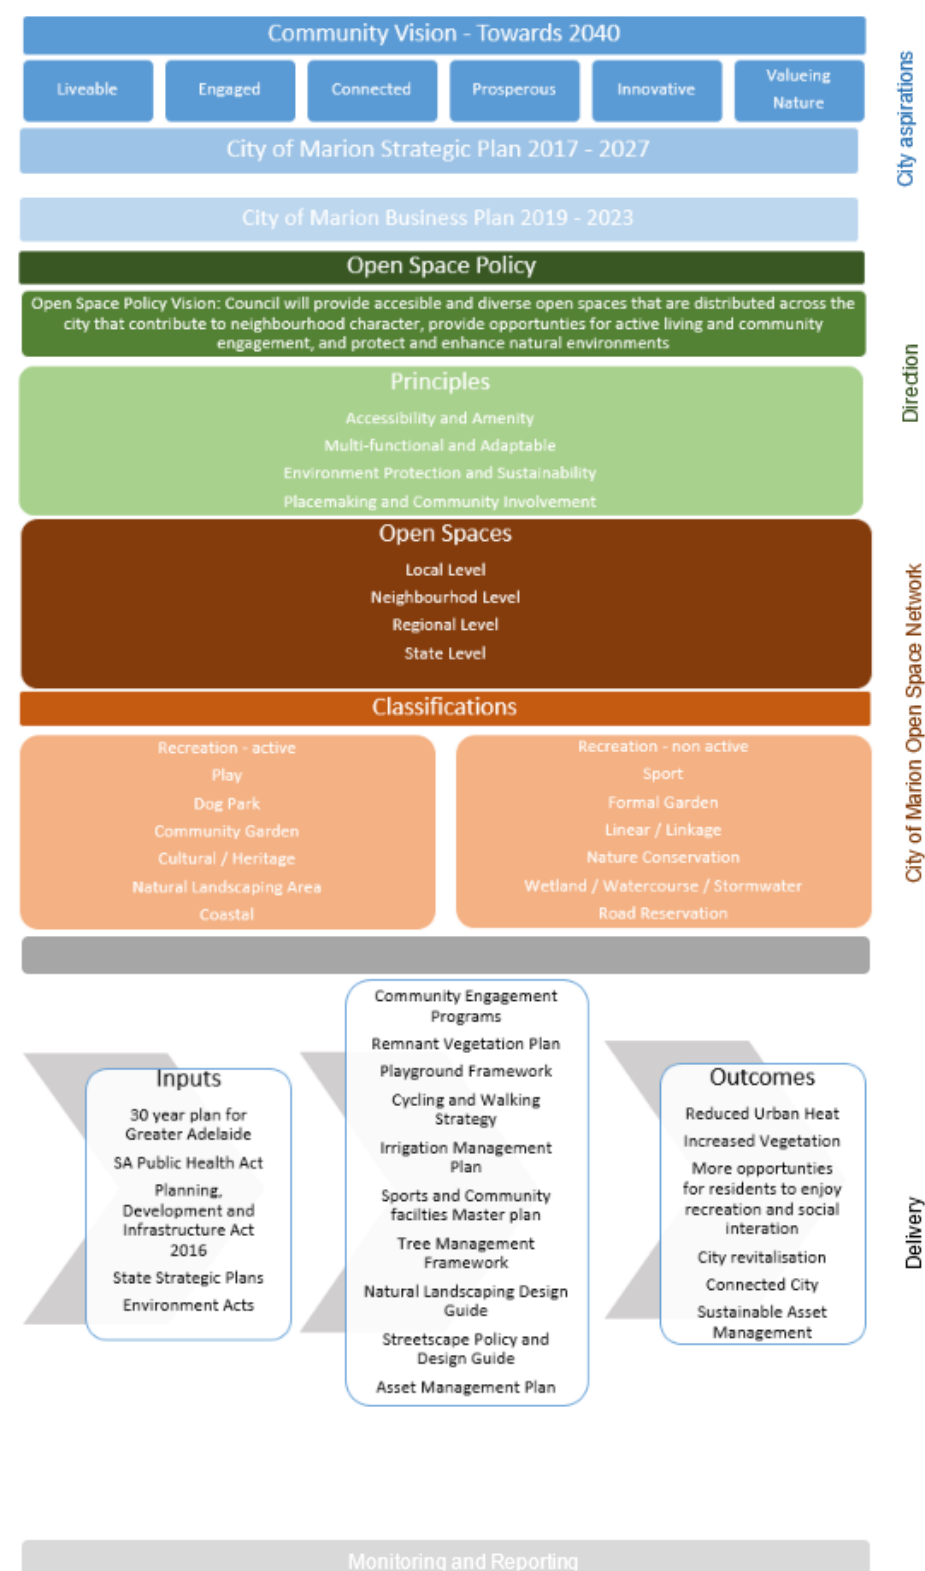 Community Vision - Towards 2040
Liveable
Engaged
Connected
Prosperous
Innovative
Valueing
Nature
City of Marion Strategic Plan 2017 - 2027
City of Marion Business Plan 2019 - 2023
City aspirations
Open Space Policy
Open Space Policy Vision: Council will provide accesible and diverse open spaces that are distributed across the
city that contribute to neighbourhood character, provide opportunties for active living and community
engagement, and protect and enhance natural environments
Principles
Accessibility and Amenity
Multi-functional and Adaptable
Environment Protection and Sustainability
Placemaking and Community Involvement
Direction
Open Spaces
Local Level
Neighbourhod Level
Regional Level
State Level
Classifications
Recreation - active
Play
Dog Park
Community Garden
Cultural / Heritage
Natural Landscaping Area
Coastal
Recreation - non active
Sport
Formal Garden
Linear / Linkage
Nature Conservation
Wetland / Watercourse / Stormwater
Road Reservation
City of Marion Open Space Network
Inputs
30 year plan for
Greater Adelaide
SA Public Health Act
Planning,
Development and
Infrastructure Act
2016
State Strategic Plans
Environment Acts
Community Engagement
Programs
Remnant Vegetation Plan
Playground Framework
Cycling and Walking
Strategy
Irrigation Management
Plan
Sports and Community
facilties Master plan
Tree Management
Framework
Natural Landscaping Design
Guide
Streetscape Policy and
Design Guide
Asset Management Plan
Outcomes
Reduced Urban Heat
Increased Vegetation
More opportunties
for residents to enjoy
recreation and social
interation
City revitalisation
Connected City
Sustainable Asset
Management
Delivery
Monitoring and Reporting